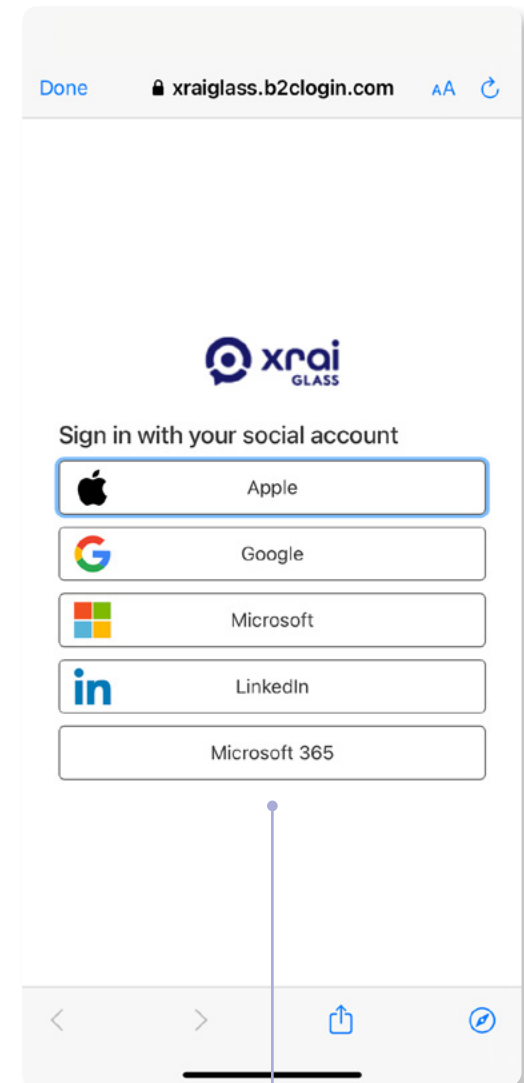 Done xraiglass.b2clogin.com AA
xrai
GLASS
Sign in with your social account
Apple
Google
Microsoft
in LinkedIn
Microsoft 365